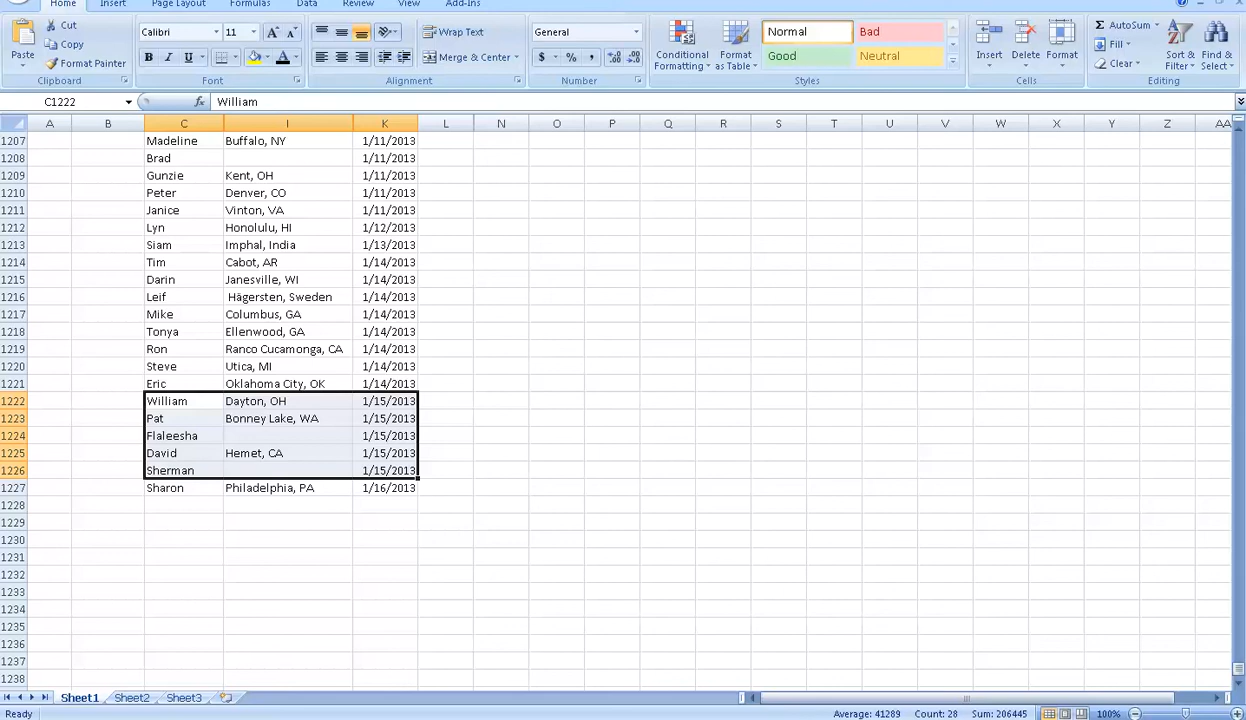 Home Insert Page Layout Formulas Data Review View Add-Ins
Paste
Cut
Copy
Format Painter
Clipboard
Calibri 11
B I U
Font
Wrap Text
Merge & Center
Alignment
General
$ % ,
Number
Conditional Formatting
Format as Table
Normal Bad
Good Neutral
Styles
Insert Delete Format
Cells
AutoSum
Fill
Clear
Sort & Filter
Find & Select
Editing
C1222 fx William
A B C I K L N O P Q R S T U V W X Y Z AA
1207 Madeline Buffalo, NY 1/11/2013
1208 Brad 1/11/2013
1209 Gunzie Kent, OH 1/11/2013
1210 Peter Denver, CO 1/11/2013
1211 Janice Vinton, VA 1/11/2013
1212 Lyn Honolulu, HI 1/12/2013
1213 Siam Imphal, India 1/13/2013
1214 Tim Cabot, AR 1/14/2013
1215 Darin Janesville, WI 1/14/2013
1216 Leif Hägersten, Sweden 1/14/2013
1217 Mike Columbus, GA 1/14/2013
1218 Tonya Ellenwood, GA 1/14/2013
1219 Ron Ranco Cucamonga, CA 1/14/2013
1220 Steve Utica, MI 1/14/2013
1221 Eric Oklahoma City, OK 1/14/2013
1222 William Dayton, OH 1/15/2013
1223 Pat Bonney Lake, WA 1/15/2013
1224 Flaleesha 1/15/2013
1225 David Hemet, CA 1/15/2013
1226 Sherman 1/15/2013
1227 Sharon Philadelphia, PA 1/16/2013
1228
1229
1230
1231
1232
1233
1234
1235
1236
1237
1238
Sheet1 Sheet2 Sheet3
Ready Average: 41289 Count: 28 Sum: 206445 100%